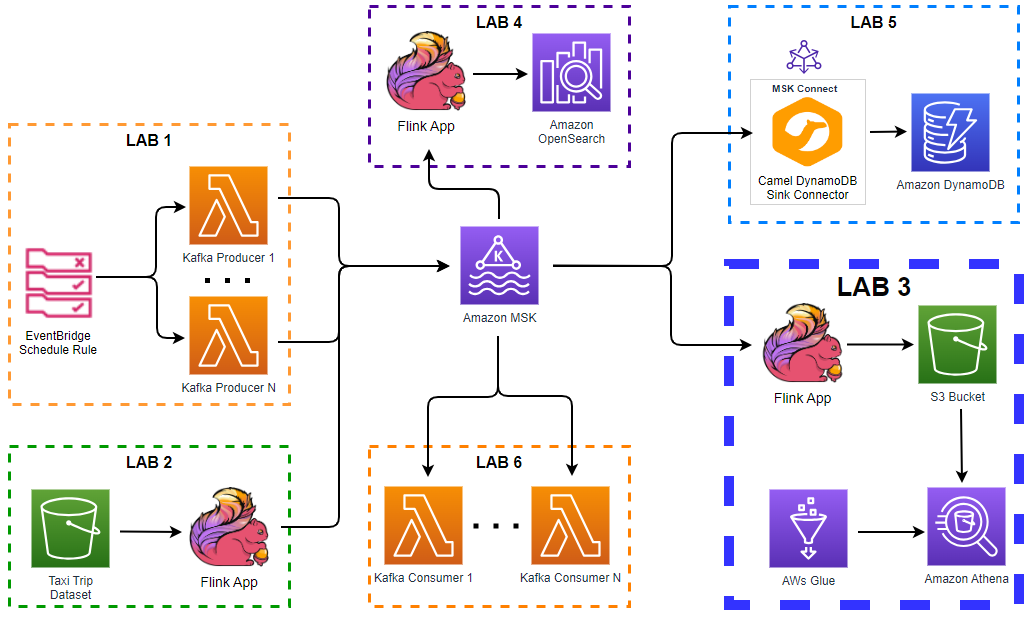 LAB 1
Kafka Producer 1
EventBridge
Schedule Rule
Kafka Producer N
LAB 2
Taxi Trip
Dataset
Flink App
LAB 4
Flink App
Amazon
OpenSearch
K
Amazon MSK
LAB 6
Kafka Consumer 1
Kafka Consumer N
LAB 5
MSK Connect
Camel DynamoDB
Sink Connector
Amazon DynamoDB
LAB 3
Flink App
S3 Bucket
AWs Glue
Amazon Athena